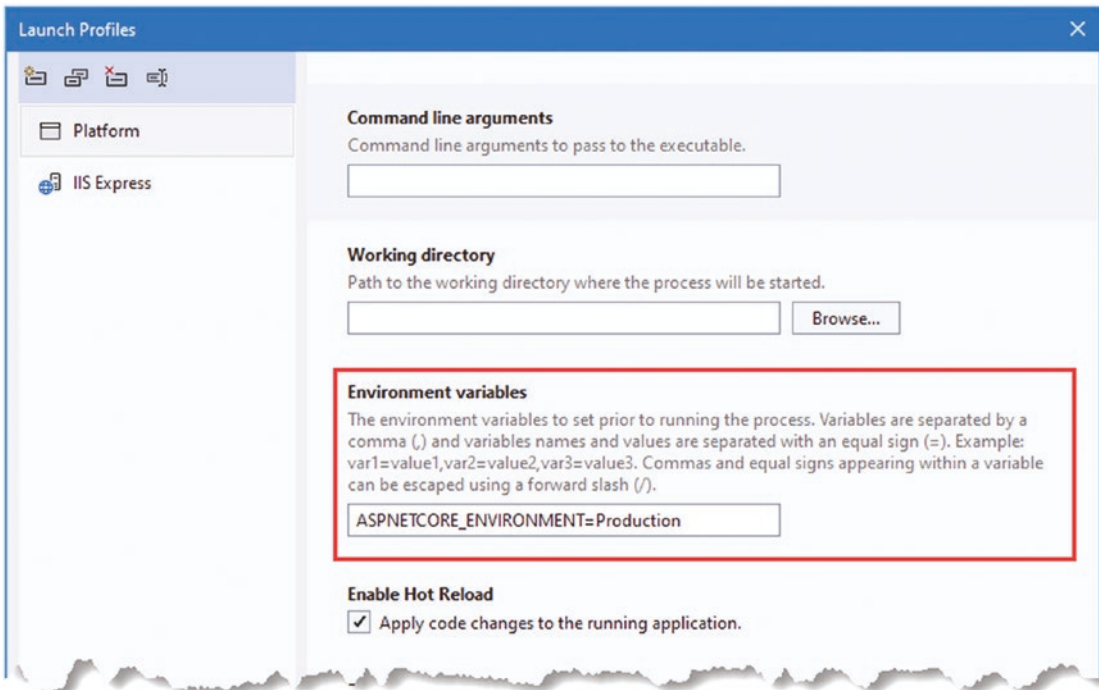 Launch Profiles
Platform
IIS Express
Command line arguments
Command line arguments to pass to the executable.
Working directory
Path to the working directory where the process will be started.
Browse...
Environment variables
The environment variables to set prior to running the process. Variables are separated by a
comma (,) and variables names and values are separated with an equal sign (=). Example:
var1=value1,var2=value2,var3=value3. Commas and equal signs appearing within a variable
can be escaped using a forward slash (/).
ASPNETCORE_ENVIRONMENT=Production
Enable Hot Reload
Apply code changes to the running application.